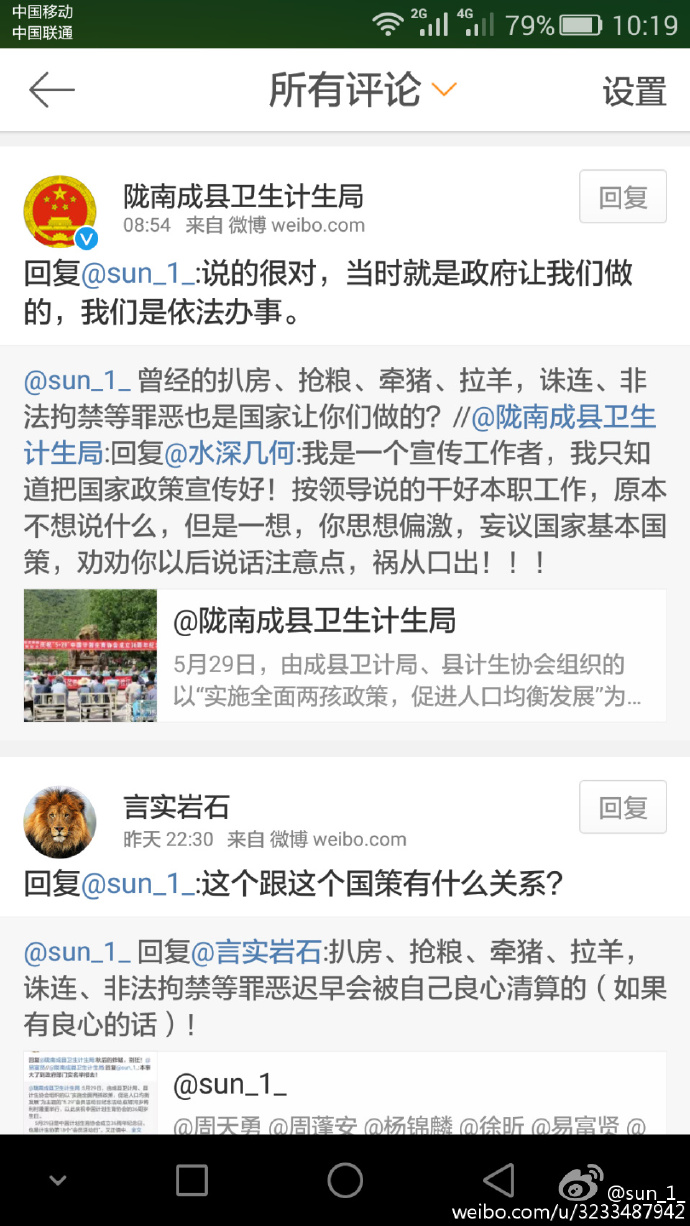 中国移动
中国联通
2G 4G 79% 10:19
所有评论
设置
陇南成县卫生计生局
回复
08:54 来自 微博 weibo.com
回复@sun_1_:说的很对，当时就是政府让我们做
的，我们是依法办事。
@sun_1_ 曾经的扒房、抢粮、牵猪、拉羊，诛连、非
法拘禁等罪恶也是国家让你们做的？//@陇南成县卫生
计生局:回复@水深几何:我是一个宣传工作者，我只知
道把国家政策宣传好！按领导说的干好本职工作，原本
不想说什么，但是一想，你思想偏激，妄议国家基本国
策，劝劝你以后说话注意点，祸从口出！！！
@陇南成县卫生计生局
5月29日，由成县卫计局、县计生协会组织的
以“实施全面两孩政策，促进人口均衡发展”为...
言实岩石
回复
昨天 22:30 来自 微博 weibo.com
回复@sun_1_:这个跟这个国策有什么关系？
@sun_1_ 回复@言实岩石:扒房、抢粮、牵猪、拉羊，
诛连、非法拘禁等罪恶迟早会被自己良心清算的（如果
有良心的话）！
@sun_1_
@周天勇 @周蓬安 @杨锦麟 @徐昕 @易富贤 @
@sun_1_
weibo.com/u/3233487942